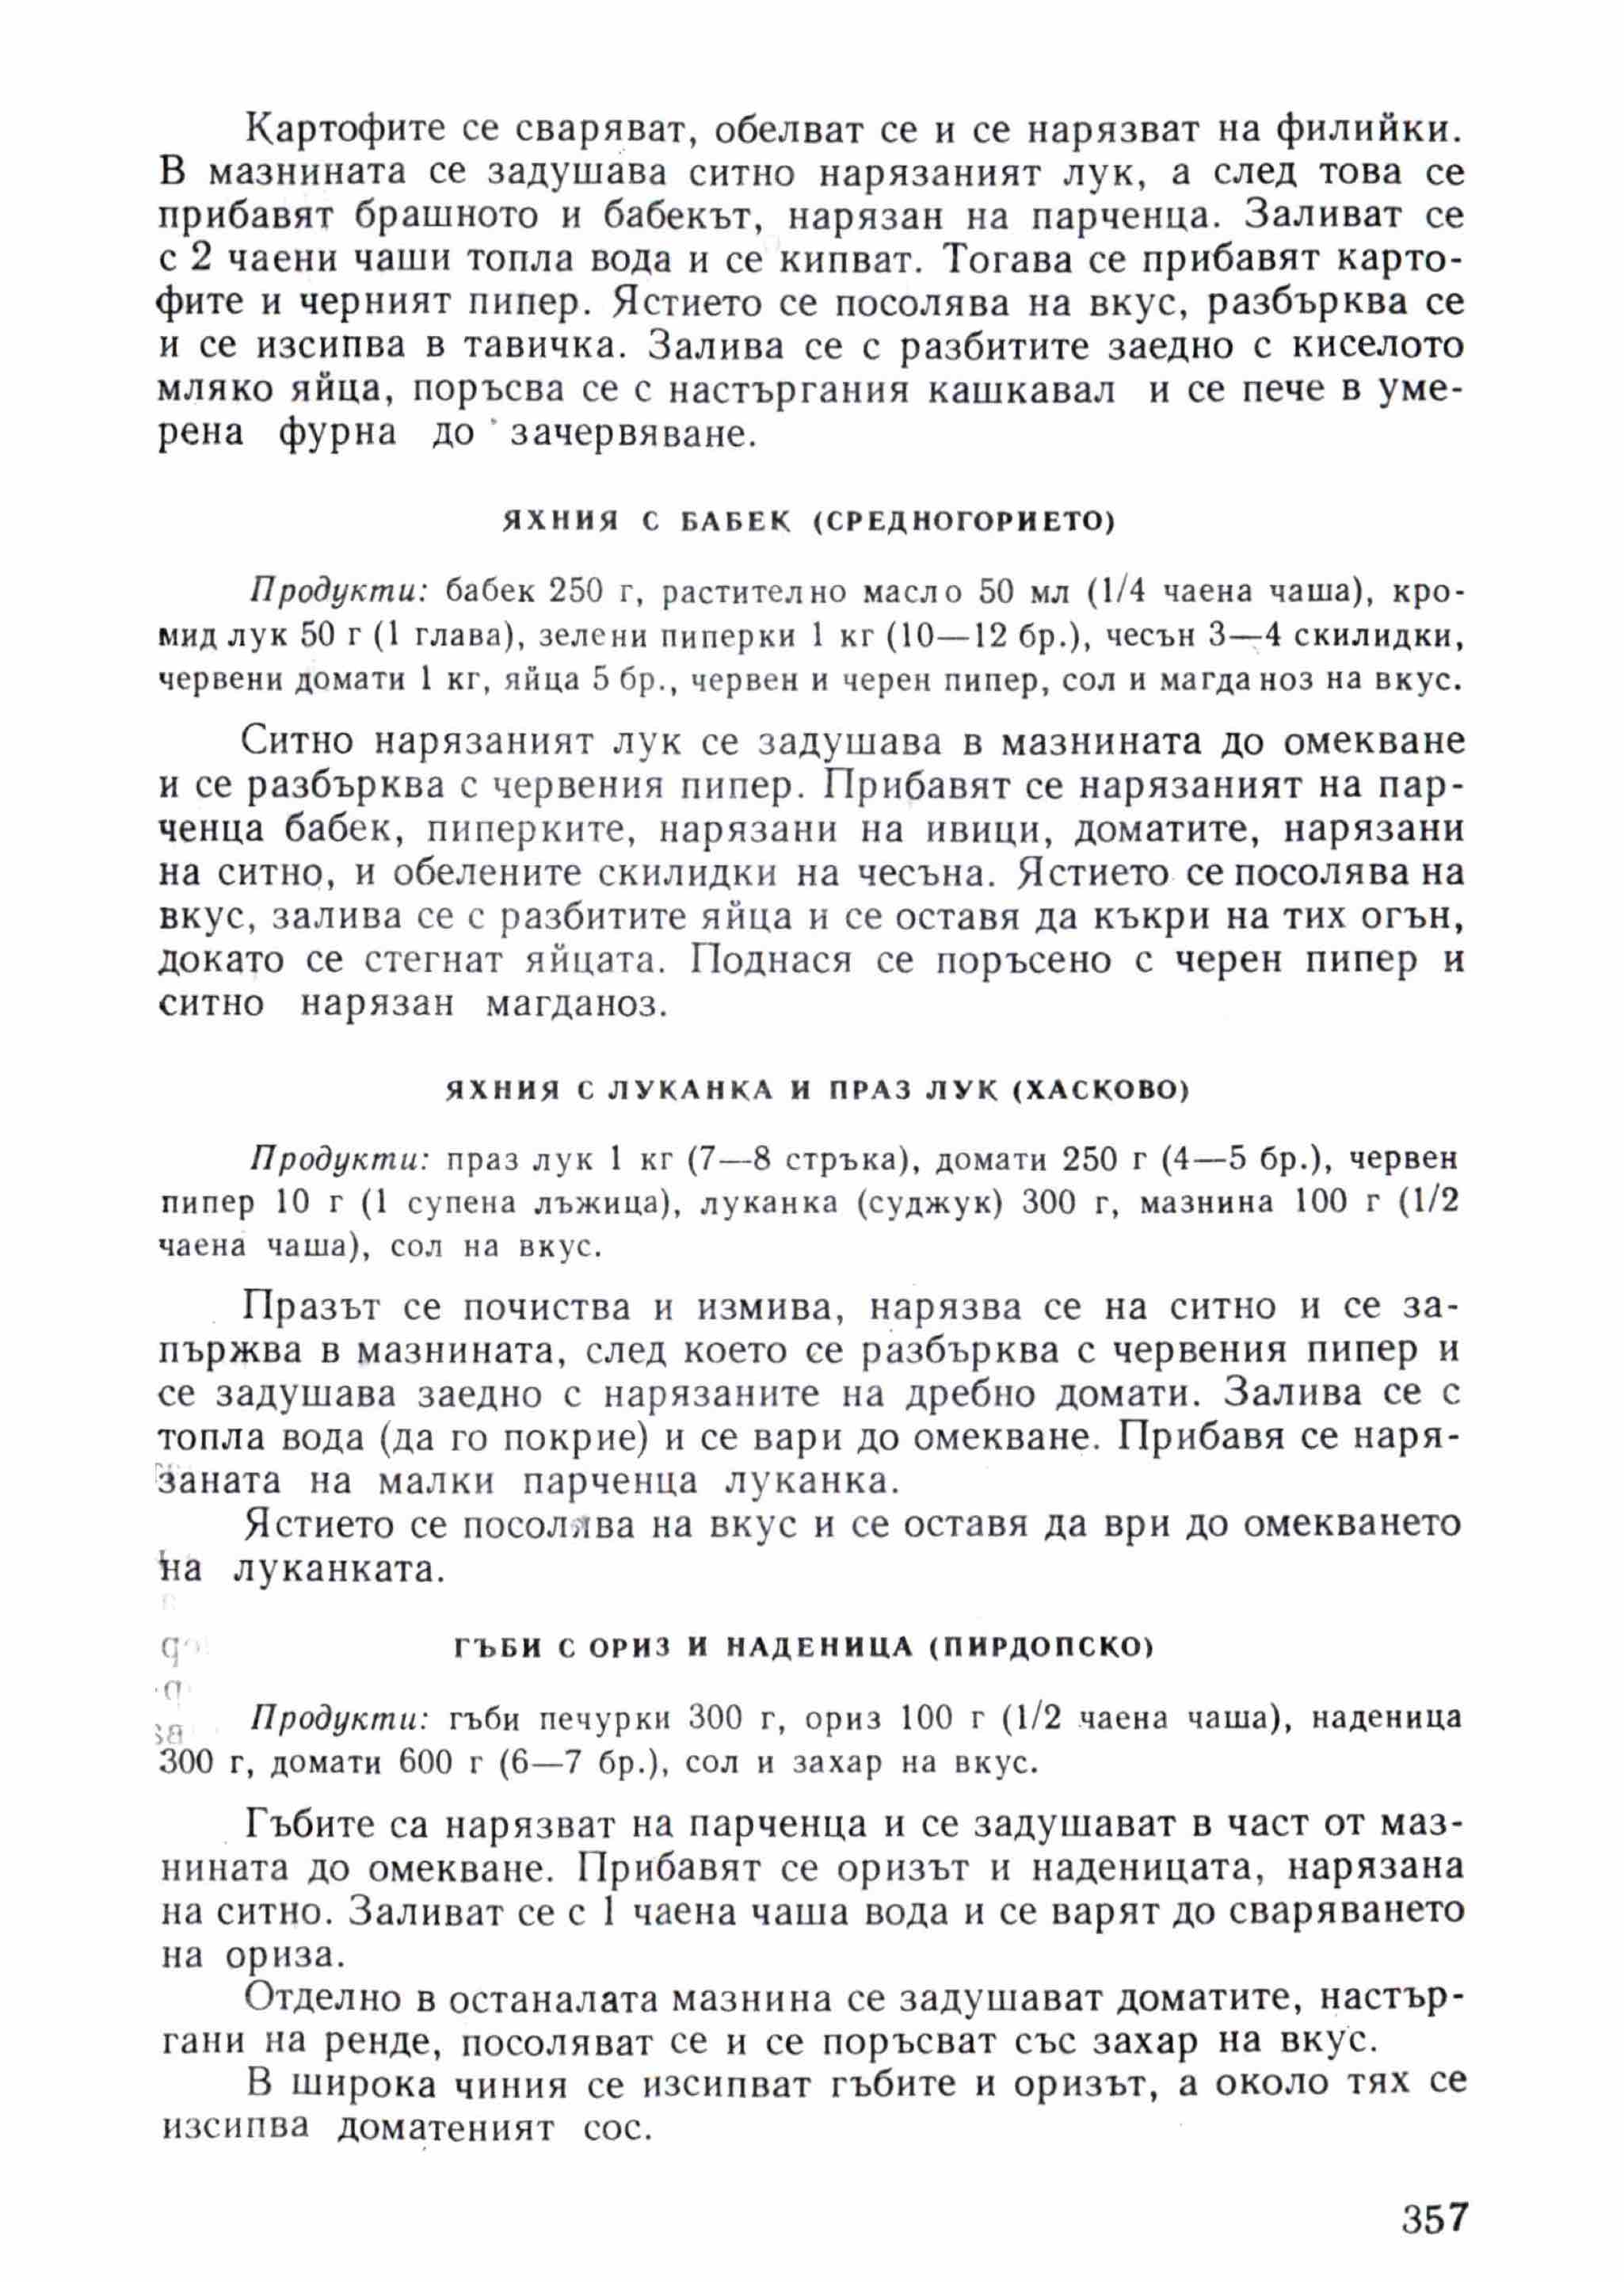 Картофите се сваряват, обелват се и се нарязват на филийки.
В мазнината се задушава ситно нарязаният лук, а след това се
прибавят брашното и бабекът, нарязан на парченца. Заливат се
с 2 чаени чаши топла вода и се кипват. Тогава се прибавят карто-
фите и черният пипер. Ястието се посолява на вкус, разбърква се
и се изсипва в тавичка. Залива се с разбитите заедно с киселото
мляко яйца, поръсва се с настъргания кашкавал и се пече в уме-
рена фурна до зачервяване.
ЯХНИЯ С БАБЕК (СРЕДНОГОРИЕТО)
Продукти: бабек 250 г, растително масло 50 мл (1/4 чаена чаша), кро-
мид лук 50 г (1 глава), зелени пиперки 1 кг (10—12 бр.), чесън 3—4 скилидки,
червени домати 1 кг, яйца 5 бр., червен и черен пипер, сол и магданоз на вкус.
Ситно нарязаният лук се задушава в мазнината до омекване
и се разбърква с червения пипер. Прибавят се нарязаният на пар-
ченца бабек, пиперките, нарязани на ивици, доматите, нарязани
на ситно, и обелените скилидки на чесъна. Ястието се посолява на
вкус, залива се с разбитите яйца и се оставя да къкри на тих огън,
докато се стегнат яйцата. Поднася се поръсено с черен пипер и
ситно нарязан магданоз.
ЯХНИЯ С ЛУКАНКА И ПРАЗ ЛУК (ХАСКОВО)
Продукти: праз лук 1 кг (7—8 стръка), домати 250 г (4—5 бр.), червен
пипер 10 г (1 супена лъжица), луканка (суджук) 300 г, мазнина 100 г (1/2
чаена чаша), сол на вкус.
Празът се почиства и измива, нарязва се на ситно и се за-
пържва в мазнината, след което се разбърква с червения пипер и
се задушава заедно с нарязаните на дребно домати. Залива се с
топла вода (да го покрие) и се вари до омекване. Прибавя се наря-
заната на малки парченца луканка.
Ястието се посолява на вкус и се оставя да ври до омекването
на луканката.
ГЪБИ С ОРИЗ И НАДЕНИЦА (ПИРДОПСКО)
Продукти: гъби печурки 300 г, ориз 100 г (1/2 чаена чаша), наденица
300 г, домати 600 г (6—7 бр.), сол и захар на вкус.
Гъбите са нарязват на парченца и се задушават в част от маз-
нината до омекване. Прибавят се оризът и наденицата, нарязана
на ситно. Заливат се с 1 чаена чаша вода и се варят до сваряването
на ориза.
Отделно в останалата мазнина се задушават доматите, настър-
гани на ренде, посоляват се и се поръсват със захар на вкус.
В широка чиния се изсипват гъбите и оризът, а около тях се
изсипва доматеният сос.
357